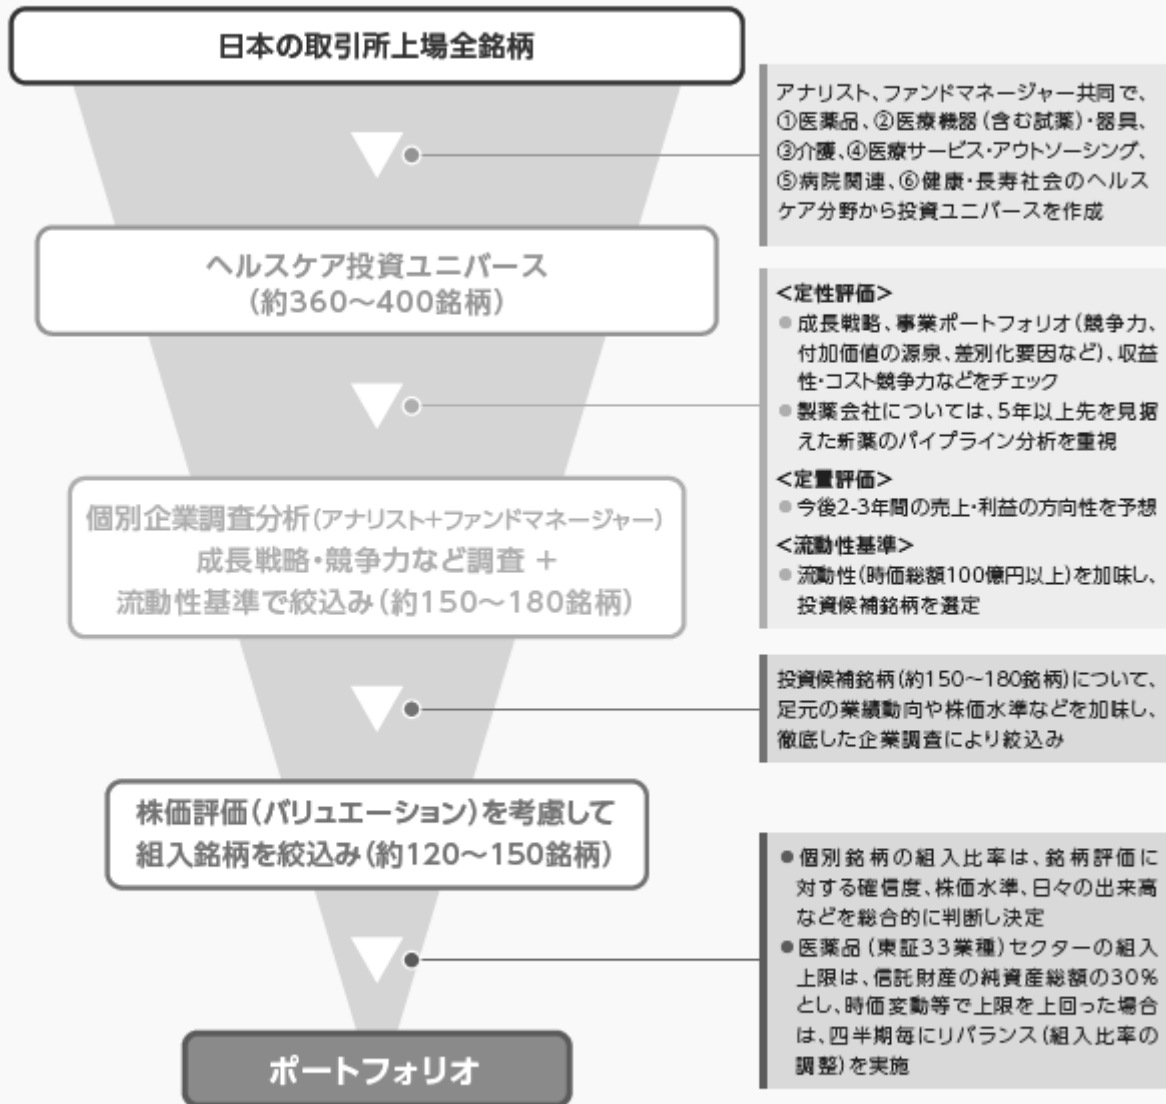 日本の取引所上場全銘柄
アナリスト、ファンドマネージャー共同で、
①医薬品、②医療機器(含む試薬)・器具、
③介護、④医療サービス・アウトソーシング、
⑤病院関連、⑥健康・長寿社会のヘルス
ケア分野から投資ユニバースを作成
ヘルスケア投資ユニバース
(約360〜400銘柄)
<定性評価>
●成長戦略、事業ポートフォリオ(競争力、
付加価値の源泉、差別化要因など)、収益
性・コスト競争力などをチェック
●製薬会社については、5年以上先を見据
えた新薬のパイプライン分析を重視
<定量評価>
●今後2-3年間の売上・利益の方向性を予想
<流動性基準>
●流動性(時価総額100億円以上)を加味し、
投資候補銘柄を選定
個別企業調査分析(アナリスト+ファンドマネージャー)
成長戦略・競争力など調査 +
流動性基準で絞込み(約150〜180銘柄)
投資候補銘柄(約150〜180銘柄)について、
足元の業績動向や株価水準などを加味し、
徹底した企業調査により絞込み
株価評価(バリュエーション)を考慮して
組入銘柄を絞込み(約120〜150銘柄)
●個別銘柄の組入比率は、銘柄評価に
対する確信度、株価水準、日々の出来高
などを総合的に判断し決定
●医薬品(東証33業種)セクターの組入
上限は、信託財産の純資産総額の30%
とし、時価変動等で上限を上回った場合
は、四半期毎にリバランス(組入比率の
調整)を実施
ポートフォリオ